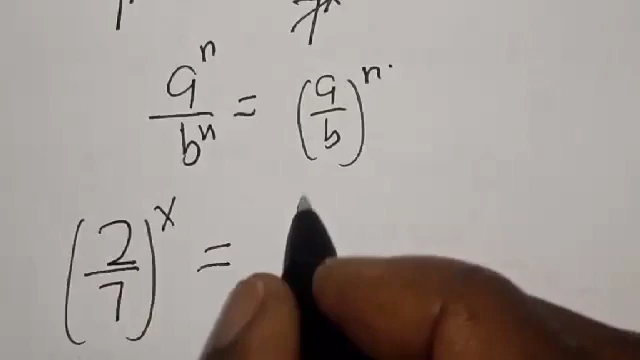 a^n/b^n = (a/b)^n.
(2/7)^x =